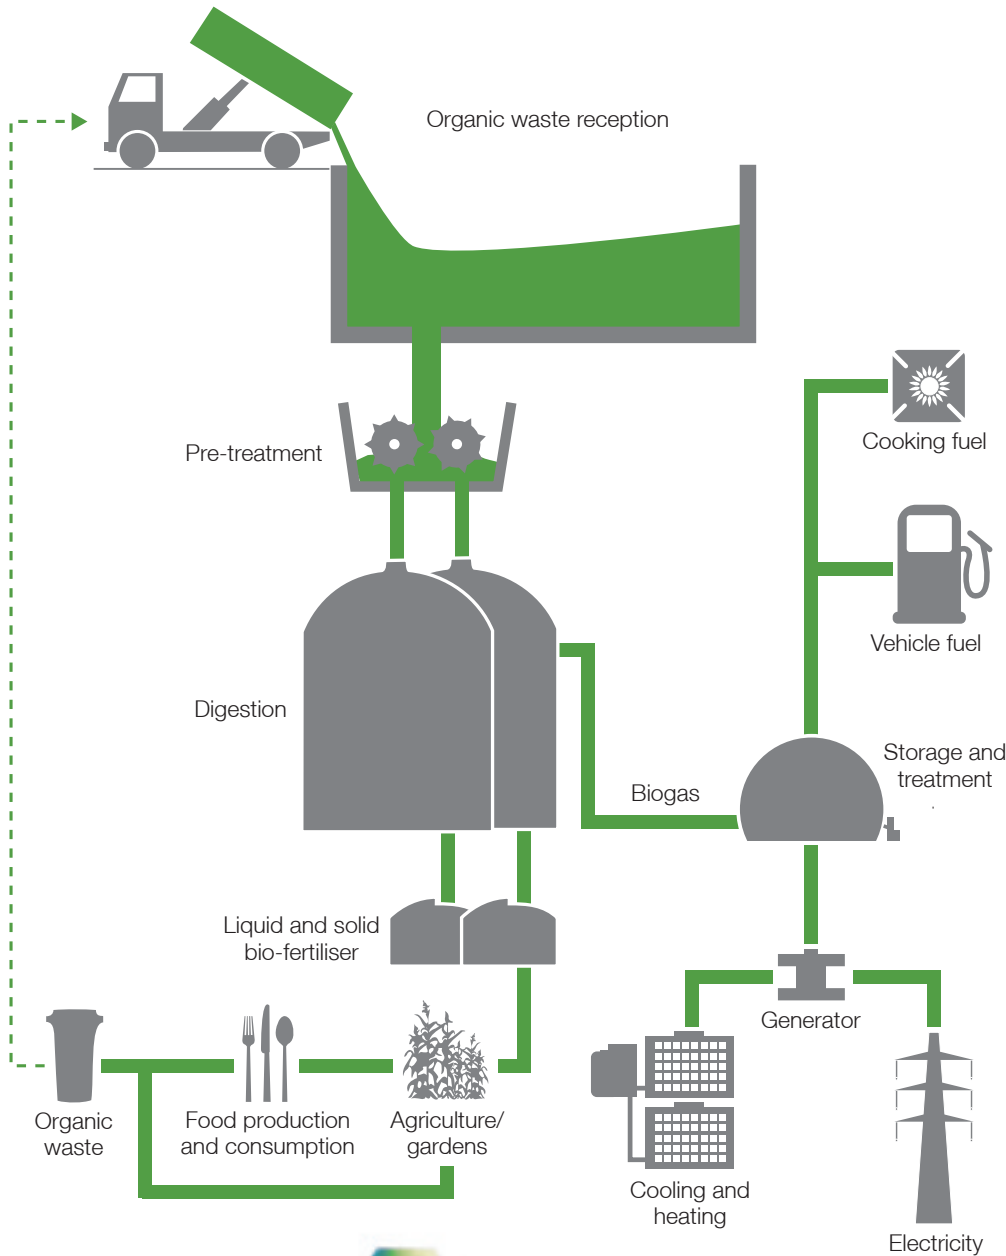 Organic waste reception
Pre-treatment
Cooking fuel
Vehicle fuel
Digestion
Storage and
treatment
Biogas
Liquid and solid
bio-fertiliser
Generator
Organic
waste
Food production
and consumption
Agriculture/
gardens
Cooling and
heating
Electricity